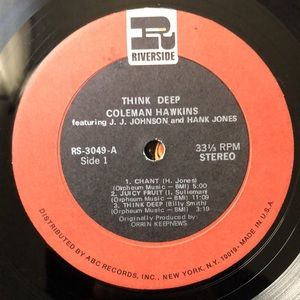 RIVERSIDE
THINK DEEP
COLEMAN HAWKINS
featuring J. J. JOHNSON and HANK JONES
RS-3049-A
Side 1
33⅓ RPM
STEREO
1. CHANT (H. Jones)
(Orpheum Music — BMI) 5:00
2. JUICY FRUIT (I. Sulieman)
(Orpheum Music — BMI) 11:09
3. THINK DEEP (Billy Smith)
(Orpheum Music — BMI) 3:19
Originally Produced by:
ORRIN KEEPNEWS
DISTRIBUTED BY ABC RECORDS, INC., NEW YORK, N.Y. 10019 • MADE IN U.S.A.